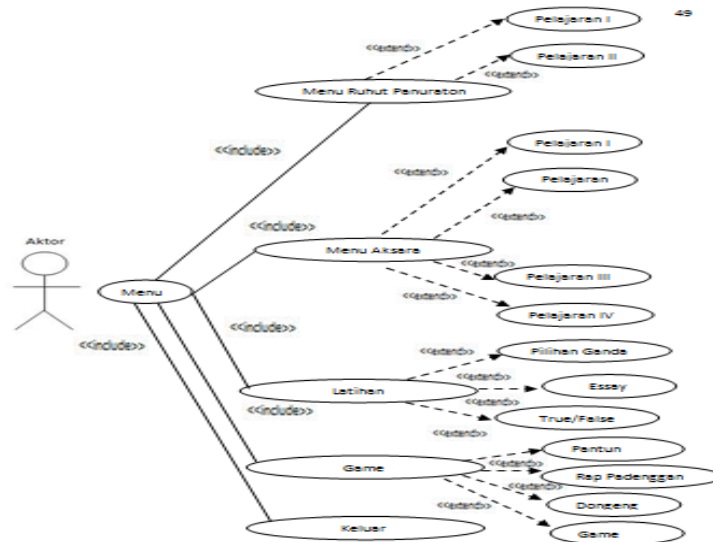 Pelajaran I
49
<<extend>>
Pelajaran II
<<extend>>
Menu Ruhut Panuraton
<<include>>
Pelajaran I
<<extend>>
Pelajaran
<<extend>>
<<include>>
Menu Aksara
Aktor
<<extend>>
Pelajaran III
Menu
<<extend>>
Pelajaran IV
<<include>>
<<include>>
<<extend>>
Pilihan Ganda
<<extend>>
Essay
Latihan
<<extend>>
<<include>>
True/False
<<extend>>
Pantun
Game
<<extend>>
Rap Padenggan
<<extend>>
Dongeng
<<extend>>
Keluar
Game